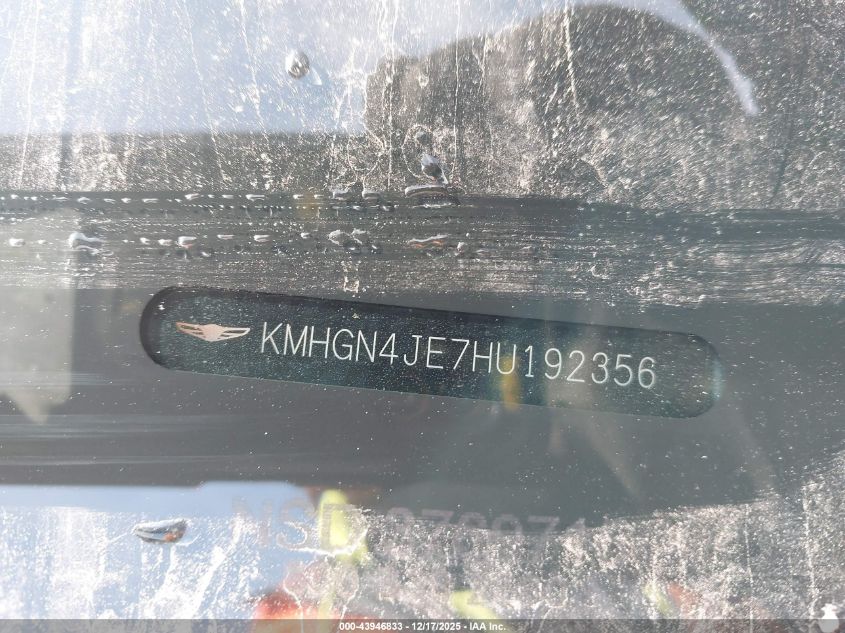 KMHGN4JE7HU192356
000-43946833 - 12/17/2025 - IAA Inc.